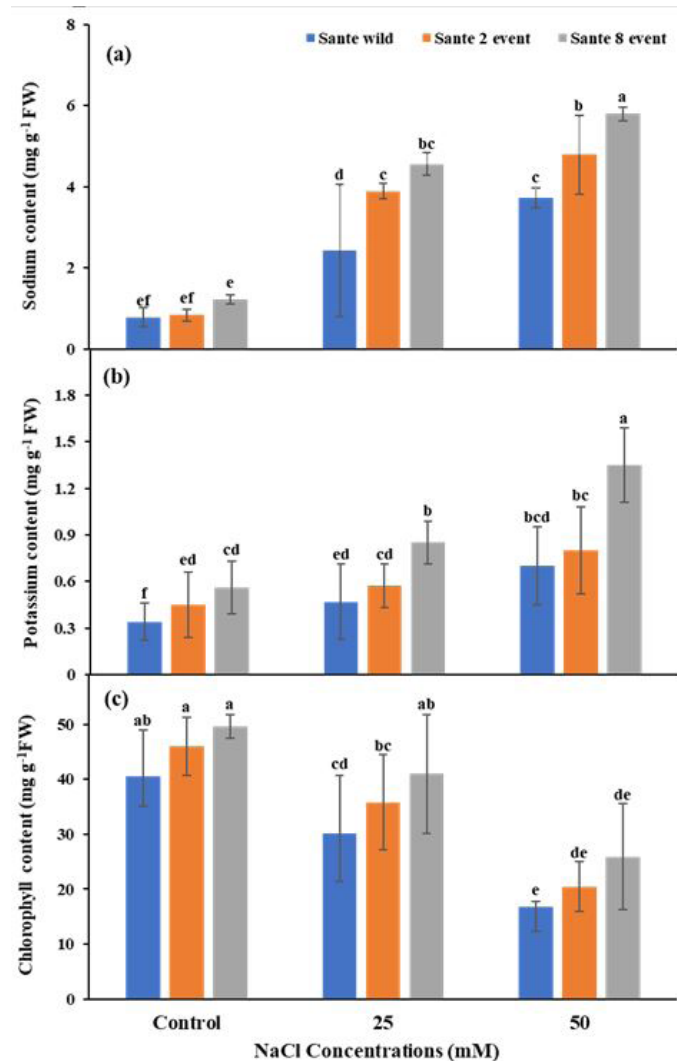 8
Sante wild Sante 2 event Sante 8 event
(a)
a
b
6
bc
c
c
d
4
2
ef ef e
0
Sodium content (mg g-1 FW)
(b)
1.8
a
1.5
1.2
b
bcd bc
0.9
ed cd ed cd
f
0.6
0.3
0
Potassium content (mg g-1 FW)
(c)
50
ab a a
ab
cd bc
40
de
de
30
e
20
10
0
Chlorophyll content (mg g-1FW)
Control 25 50
NaCl Concentrations (mM)